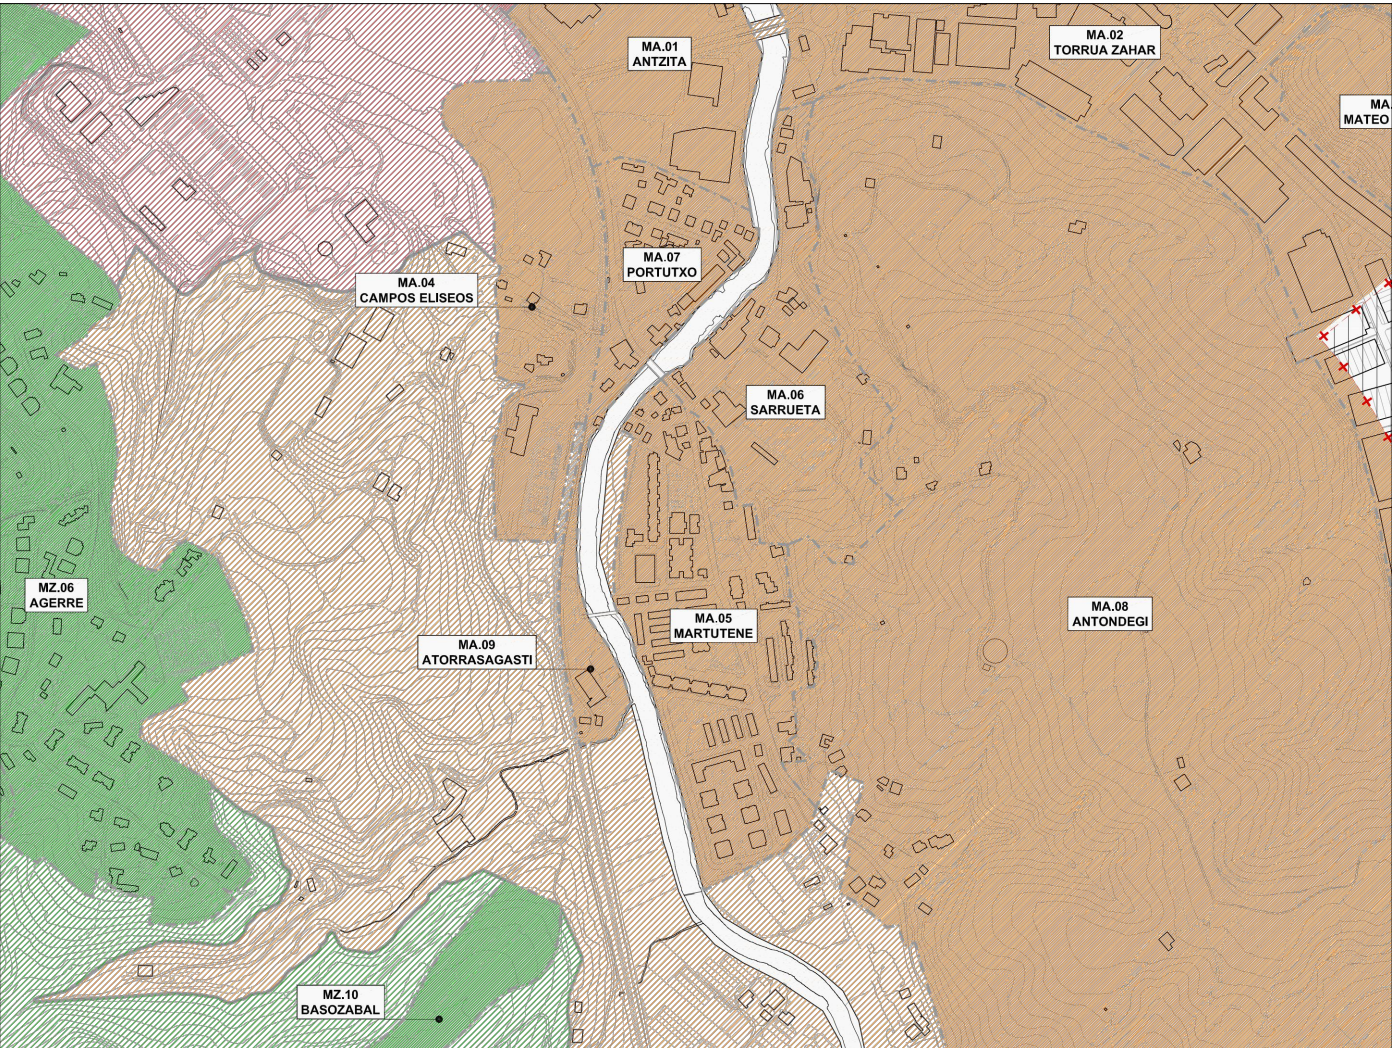 MA.01
ANTZITA
MA.02
TORRUA ZAHAR
MA.
MATEO
MA.07
PORTUTXO
MA.04
CAMPOS ELISEOS
MA.06
SARRUETA
MZ.06
AGERRE
MA.08
ANTONDEGI
MA.05
MARTUTENE
MA.09
ATORRASAGASTI
MZ.10
BASOZABAL